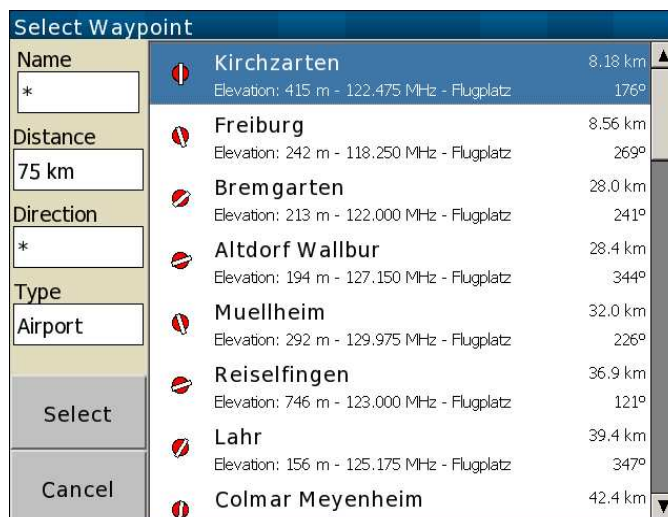 Select Waypoint
Name
*
Distance
75 km
Direction
*
Type
Airport
Select
Cancel
Kirchzarten 8.18 km
Elevation: 415 m - 122.475 MHz - Flugplatz 176°
Freiburg 8.56 km
Elevation: 242 m - 118.250 MHz - Flugplatz 269°
Bremgarten 28.0 km
Elevation: 213 m - 122.000 MHz - Flugplatz 241°
Altdorf Wallbur 28.4 km
Elevation: 194 m - 127.150 MHz - Flugplatz 344°
Muellheim 32.0 km
Elevation: 292 m - 129.975 MHz - Flugplatz 226°
Reiselfingen 36.9 km
Elevation: 746 m - 123.000 MHz - Flugplatz 121°
Lahr 39.4 km
Elevation: 156 m - 125.175 MHz - Flugplatz 347°
Colmar Meyenheim 42.4 km